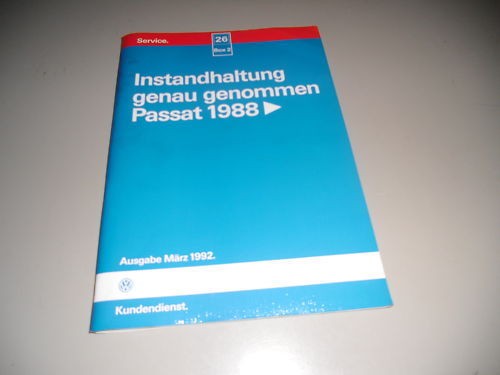 Service.
26
Box 2
Instandhaltung
genau genommen
Passat 1988 ►
Ausgabe März 1992.
Kundendienst.